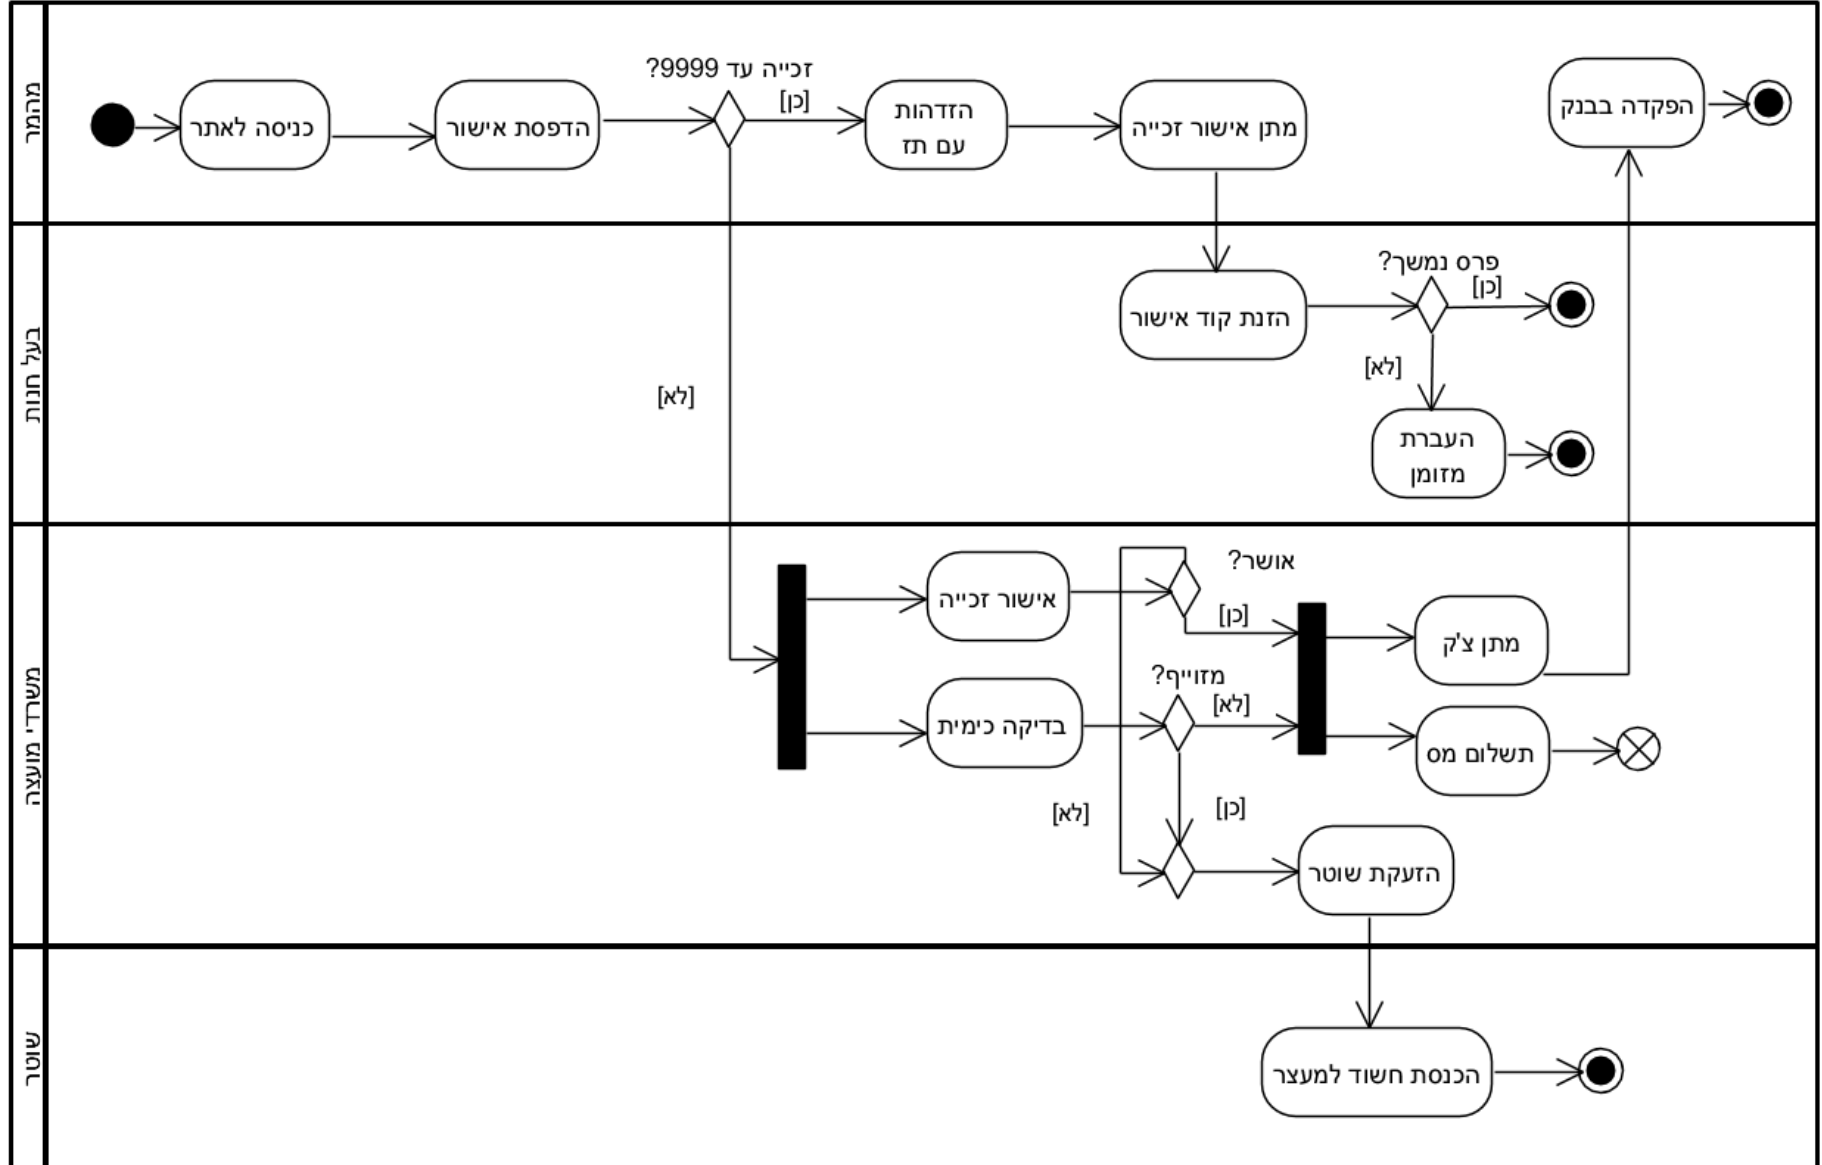 מהמר
זכייה עד 9999?
[כן]
כניסה לאתר
הדפסת אישור
הזדהות
עם תז
מתן אישור זכייה
הפקדה בבנק
בעל חנות
[לא]
הזנת קוד אישור
פרס נמשך?
[כן]
[לא]
העברת
מזומן
משרדי מועצה
אישור זכייה
אושר?
[כן]
מתן צ'ק
בדיקה כימית
מזוייף?
[לא]
תשלום מס
[לא]
[כן]
הזעקת שוטר
שוטר
הכנסת חשוד למעצר